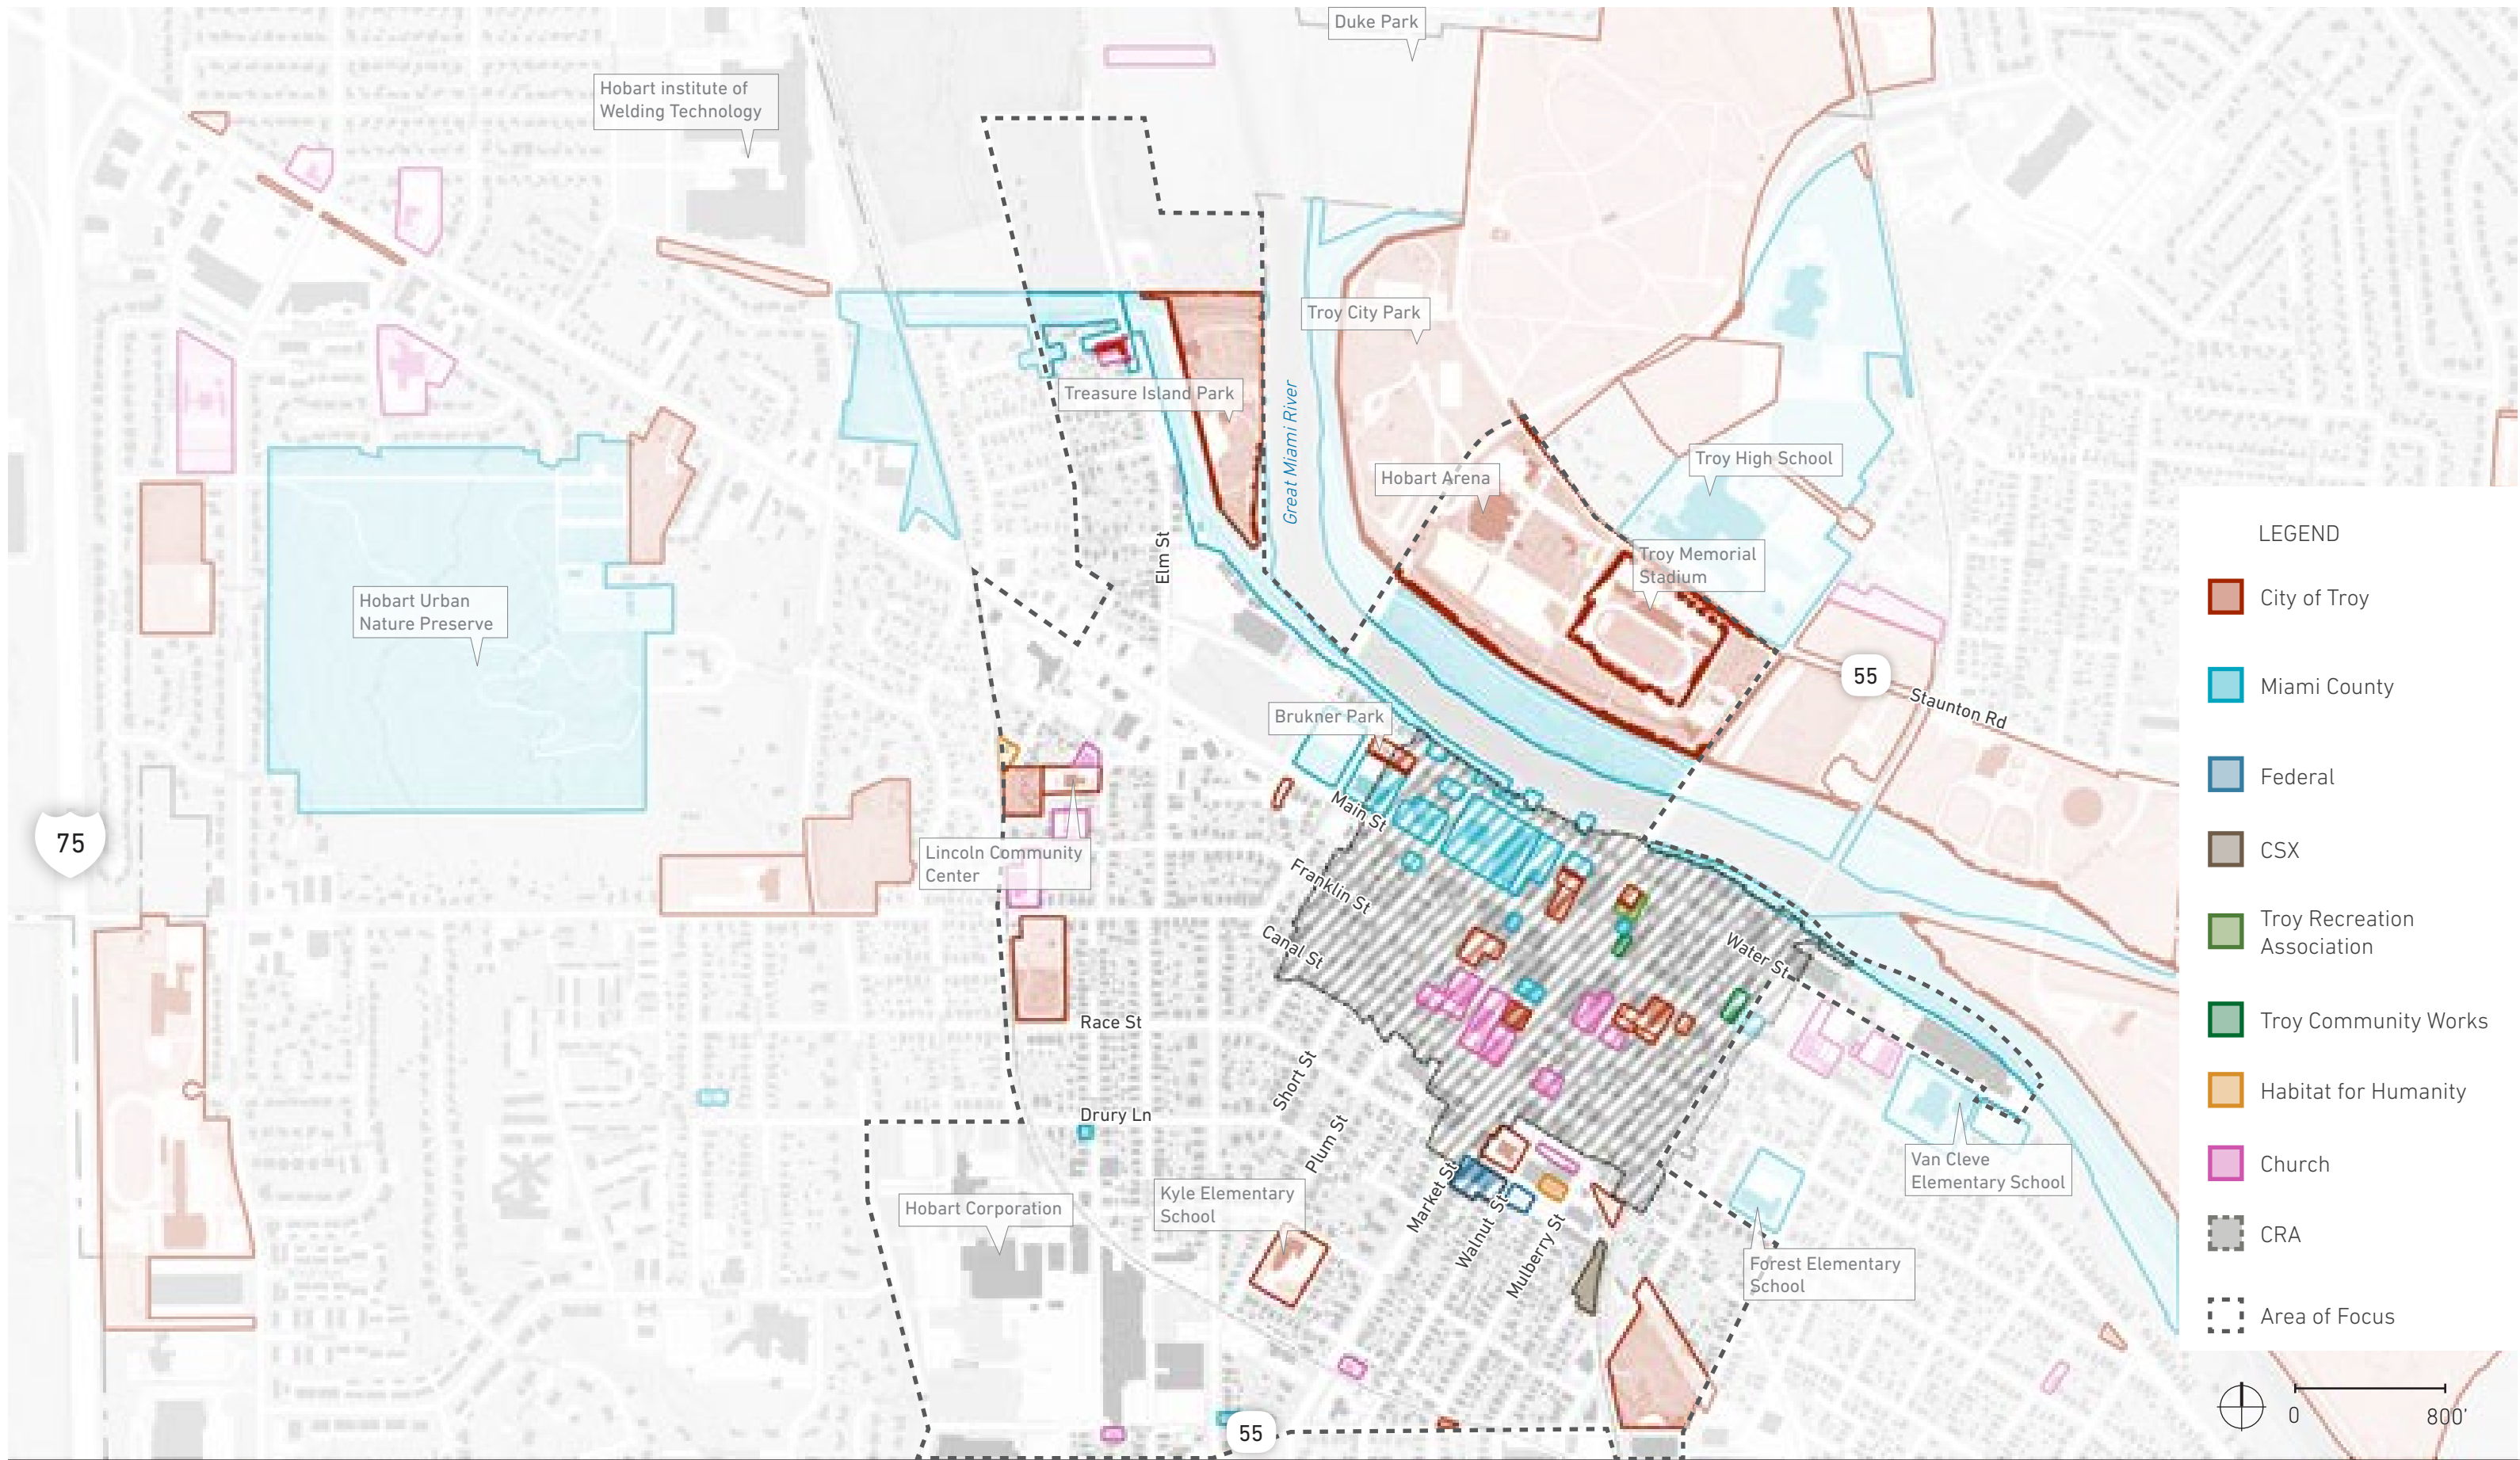 Duke Park
Hobart institute of
Welding Technology
Troy City Park
Treasure Island Park
Great Miami River
Troy High School
Hobart Arena
Troy Memorial
Stadium
Elm St
Hobart Urban
Nature Preserve
55
Staunton Rd
Brukner Park
Main St
75
Lincoln Community
Center
Franklin St
Canal St
Water St
Race St
Short St
Drury Ln
Plum St
Van Cleve
Elementary School
Market St
Walnut St
Mulberry St
Kyle Elementary
School
Hobart Corporation
Forest Elementary
School
55
LEGEND
City of Troy
Miami County
Federal
CSX
Troy Recreation
Association
Troy Community Works
Habitat for Humanity
Church
CRA
Area of Focus
0 800'